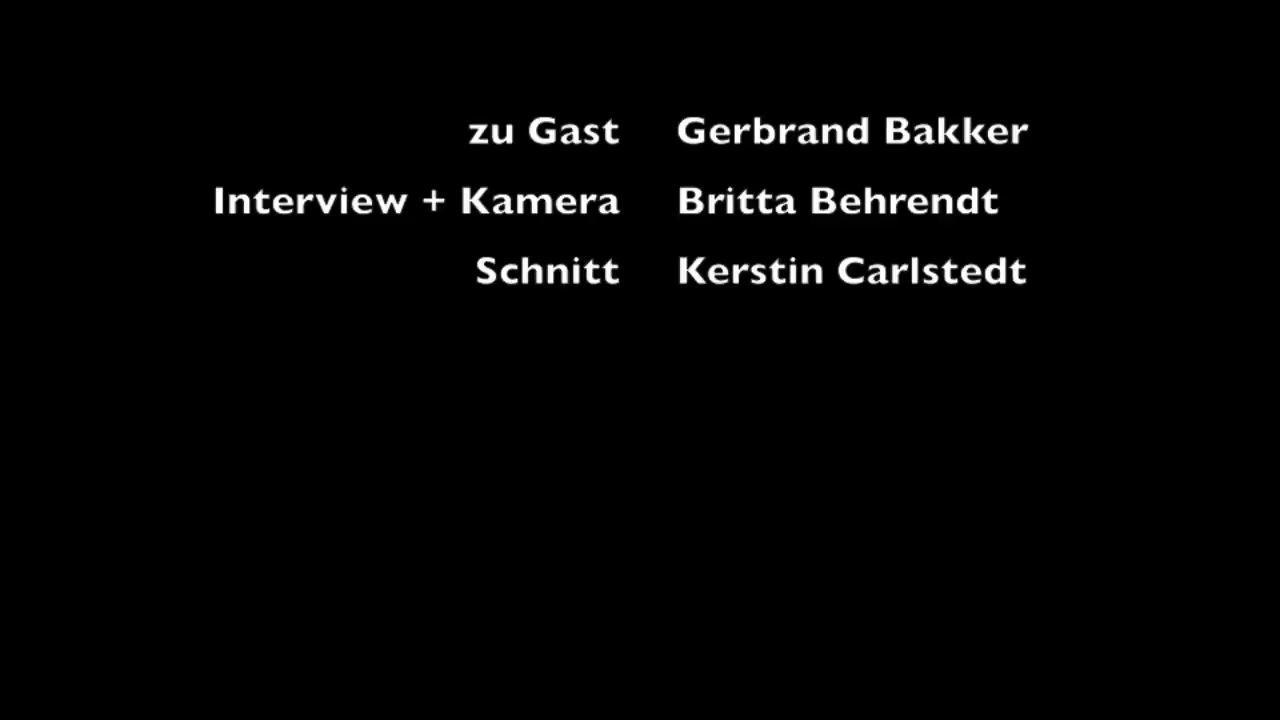 zu Gast Gerbrand Bakker
Interview + Kamera Britta Behrendt
Schnitt Kerstin Carlstedt